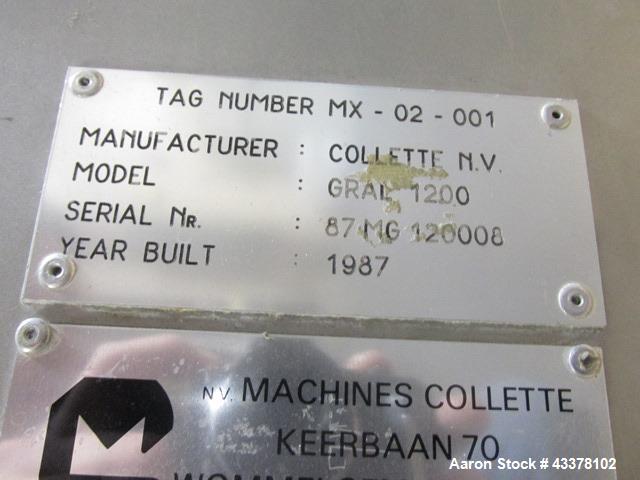 TAG NUMBER MX - 02 - 001
MANUFACTURER : COLLETTE N.V.
MODEL : GRAL 1200
SERIAL NR. : 87 MG 120008
YEAR BUILT : 1987
N.V. MACHINES COLLETTE
KEERBAAN 70
Aaron Stock # 43378102